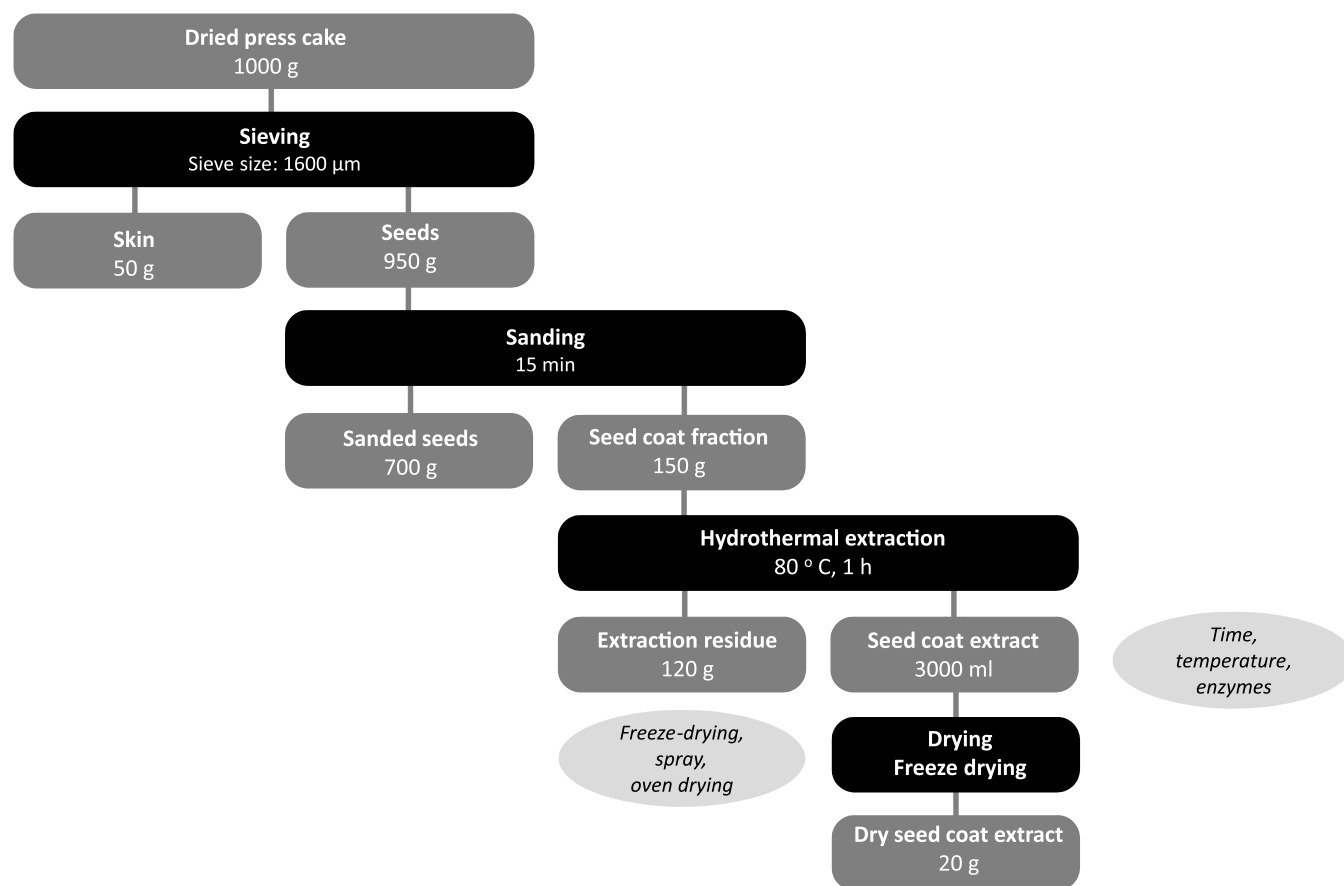 Dried press cake
1000 g
Sieving
Sieve size: 1600 µm
Skin
50 g
Seeds
950 g
Sanding
15 min
Sanded seeds
700 g
Seed coat fraction
150 g
Hydrothermal extraction
80 º C, 1 h
Extraction residue
120 g
Seed coat extract
3000 ml
Time,
temperature,
enzymes
Freeze-drying,
spray,
oven drying
Drying
Freeze drying
Dry seed coat extract
20 g